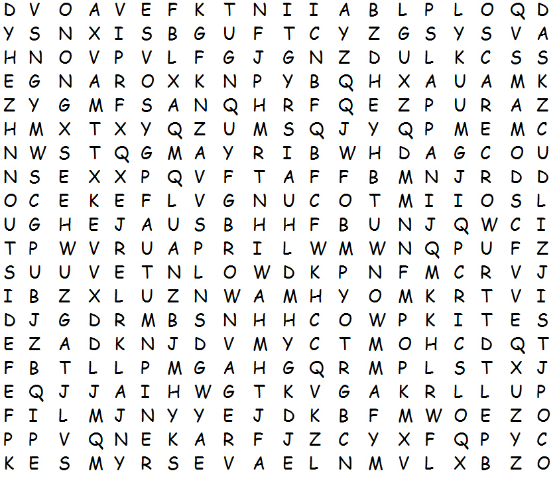 D V O A V E F K T N I I A B L P L O Q D
Y S N X I S B G U F T C Y Z G S Y S V A
H N O V P V L F G J G N Z D U L K C S S
E G N A R O X K N P Y B Q H X A U A M K
Z Y G M F S A N Q H R F Q E Z P U R A Z
H M X T X Y Q Z U M S Q J Y Q P M E M C
N W S T Q G M A Y R I B W H D A G C O U
N S E X X P Q V F T A F F B M N J R D D
O C E K E F L V G N U C O T M I I O S L
U G H E J A U S B H H F B U N J Q W C I
T P W V R U A P R I L W M W N Q P U F Z
S U U V E T N L O W D K P N F M C R V J
I B Z X L U Z N W A M H Y O M K R T V I
D J G D R M B S N H H C O W P K I T E S
E Z A D K N J D V M Y C T M O H C D Q T
F B T L L P M G A H G Q R M P L S T X J
E Q J J A I H W G T K V G A K R L L U P
F I L M J N Y Y E J D K B F M W O E Z O
P P V Q N E K A R F J Z C Y X F Q P Y C
K E S M Y R S E V A E L N M V L X B Z O